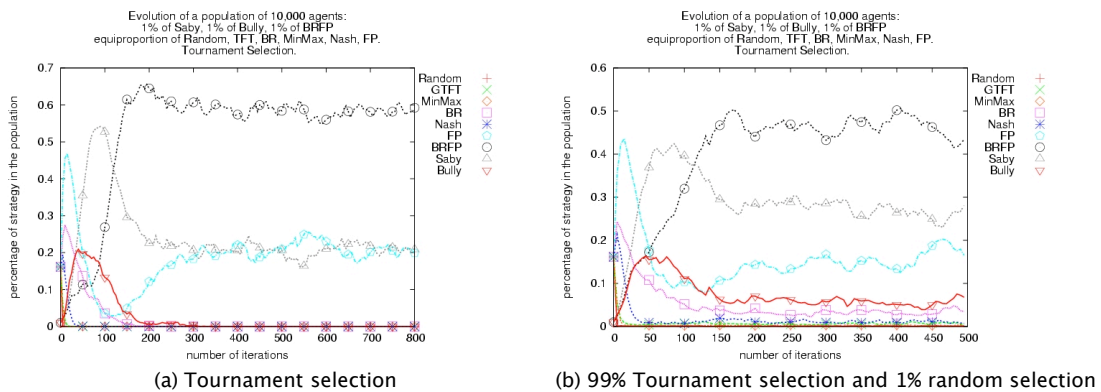 Evolution of a population of 10,000 agents:
1% of Saby, 1% of Bully, 1% of BRFP
equiproportion of Random, TFT, BR, MinMax, Nash, FP.
Tournament Selection.
percentage of strategy in the population
0.7
0.6
0.5
0.4
0.3
0.2
0.1
0
0 100 200 300 400 500 600 700 800
number of iterations
Random
GTFT
MinMax
BR
Nash
FP
BRFP
Saby
Bully
(a) Tournament selection
Evolution of a population of 10,000 agents:
1% of Saby, 1% of Bully, 1% of BRFP
equiproportion of Random, TFT, BR, MinMax, Nash, FP.
Tournament Selection.
percentage of strategy in the population
0.6
0.5
0.4
0.3
0.2
0.1
0
0 50 100 150 200 250 300 350 400 450 500
number of iterations
Random
GTFT
MinMax
BR
Nash
FP
BRFP
Saby
Bully
(b) 99% Tournament selection and 1% random selection